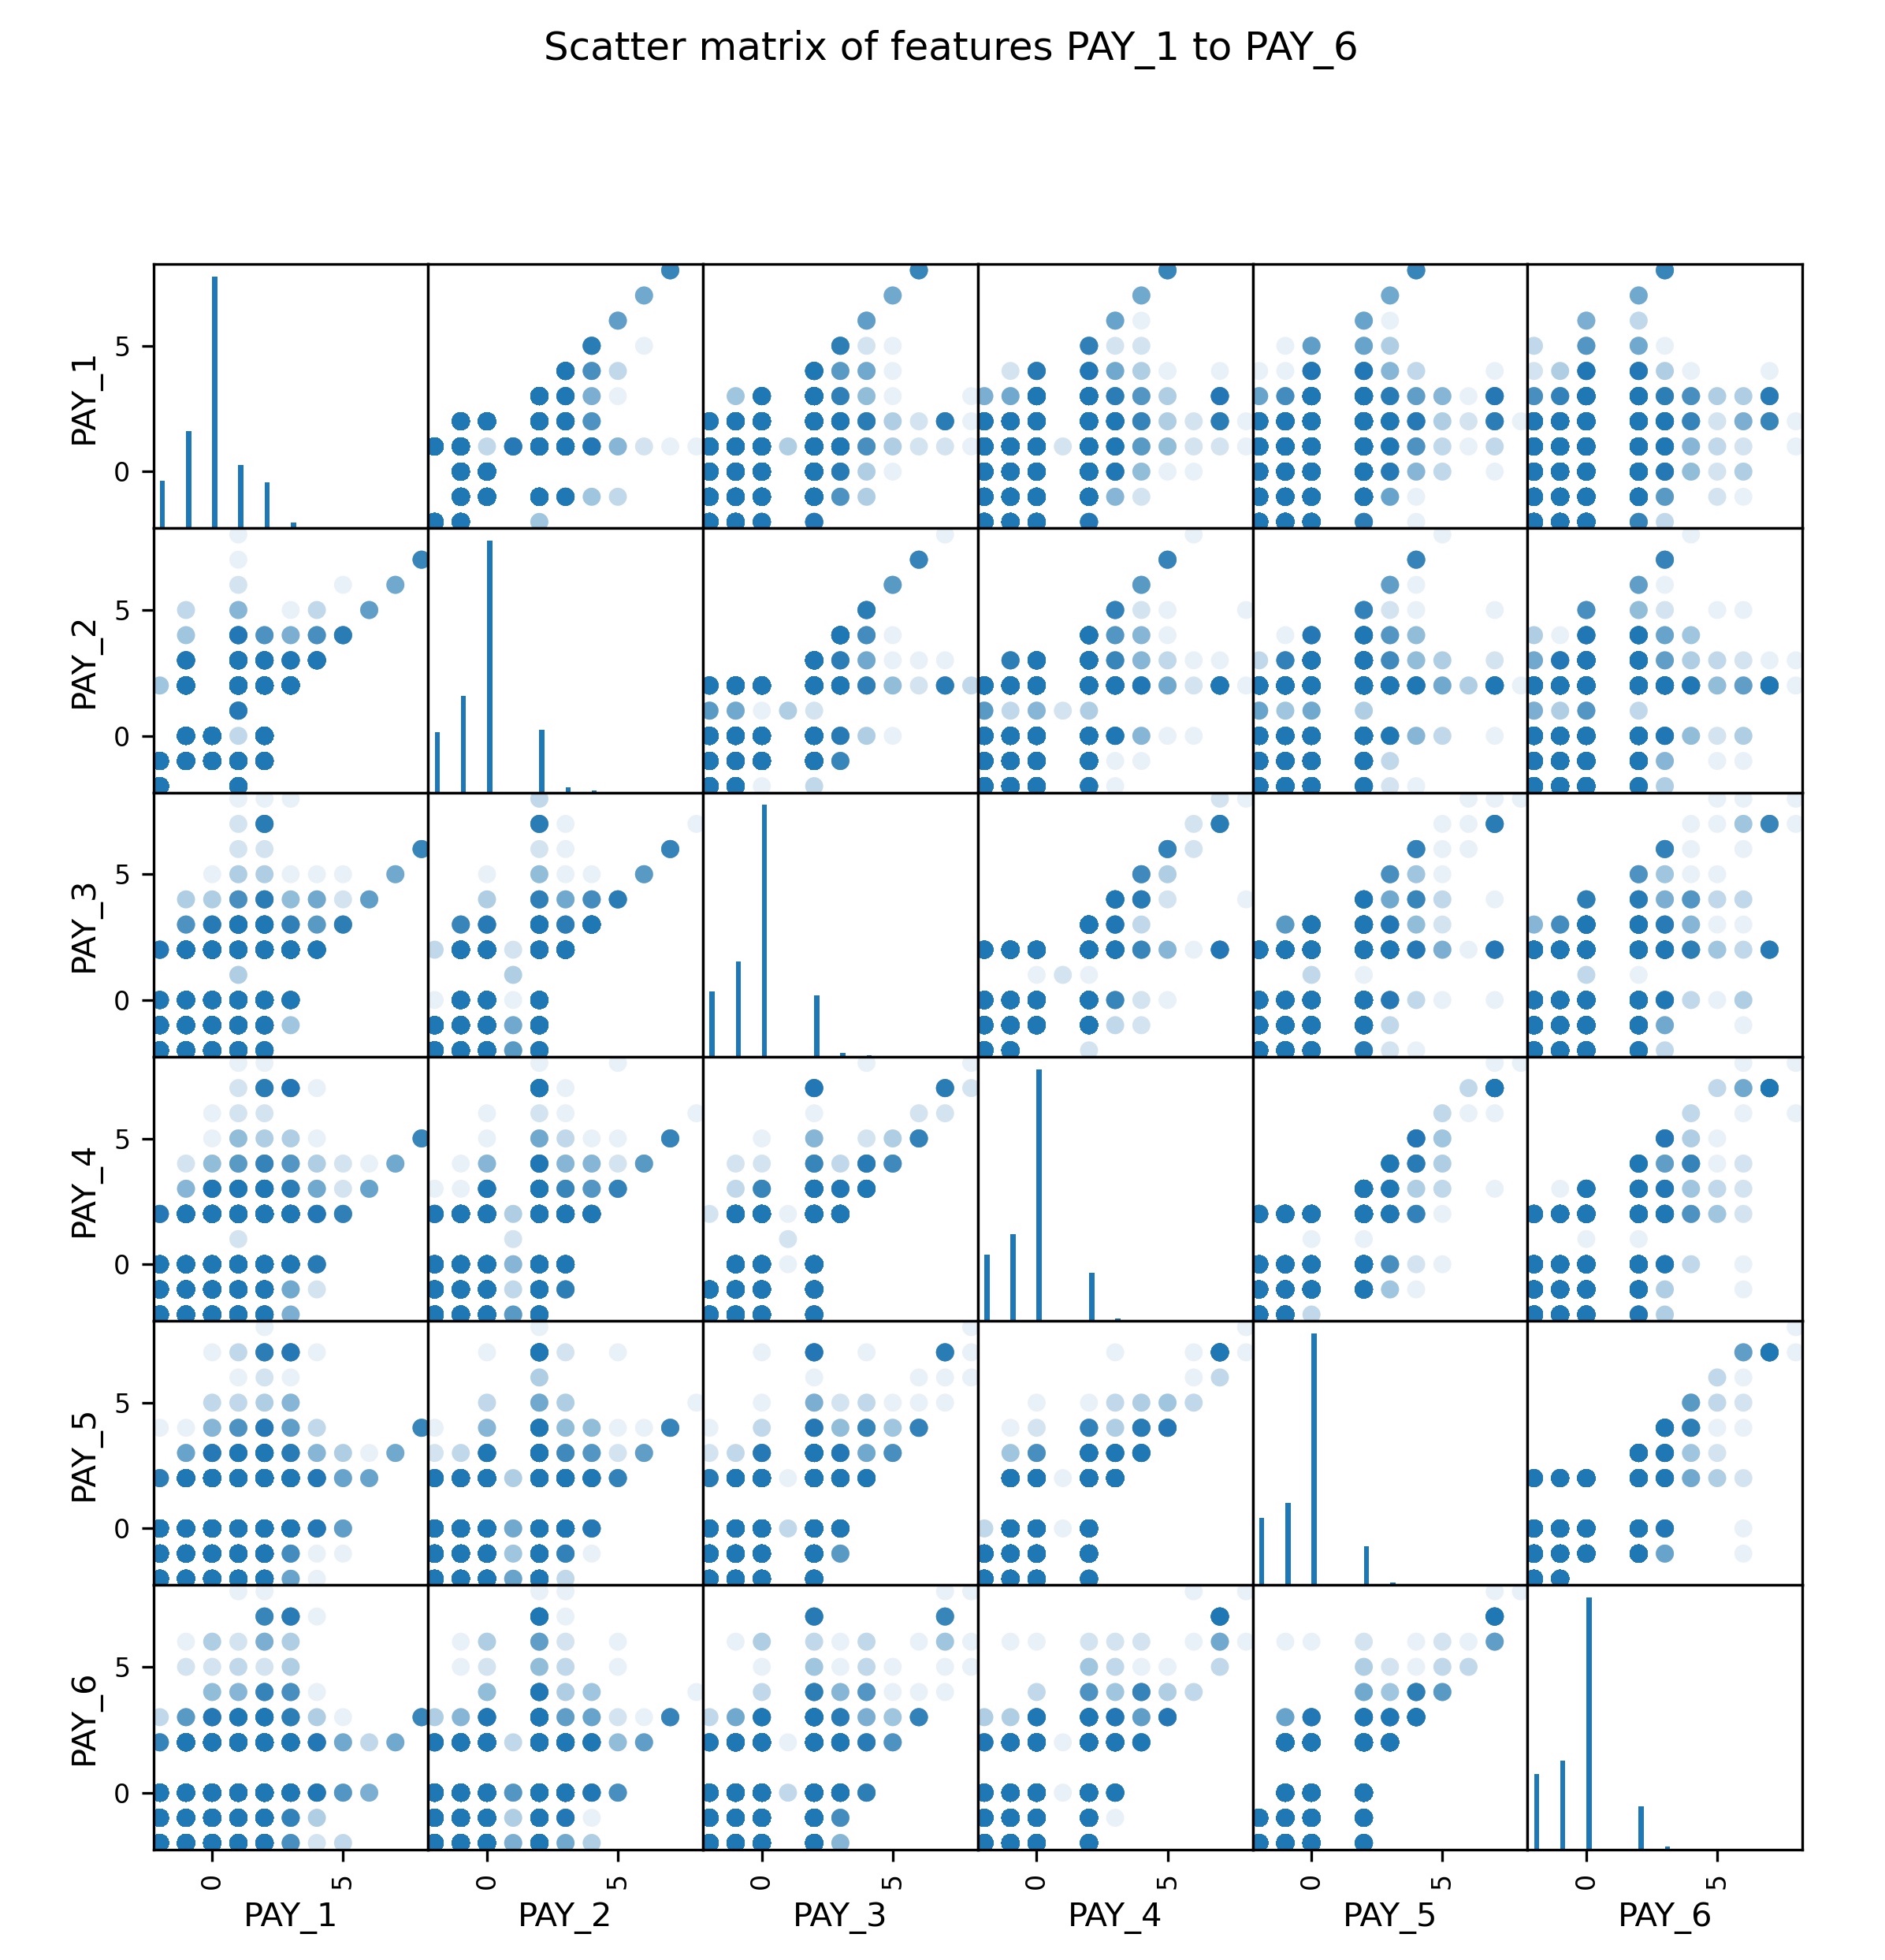 Scatter matrix of features PAY_1 to PAY_6
PAY_1
5
0
PAY_2
5
0
PAY_3
5
0
PAY_4
5
0
PAY_5
5
0
PAY_6
5
0
0 5 0 5 0 5 0 5 0 5 0 5
PAY_1 PAY_2 PAY_3 PAY_4 PAY_5 PAY_6